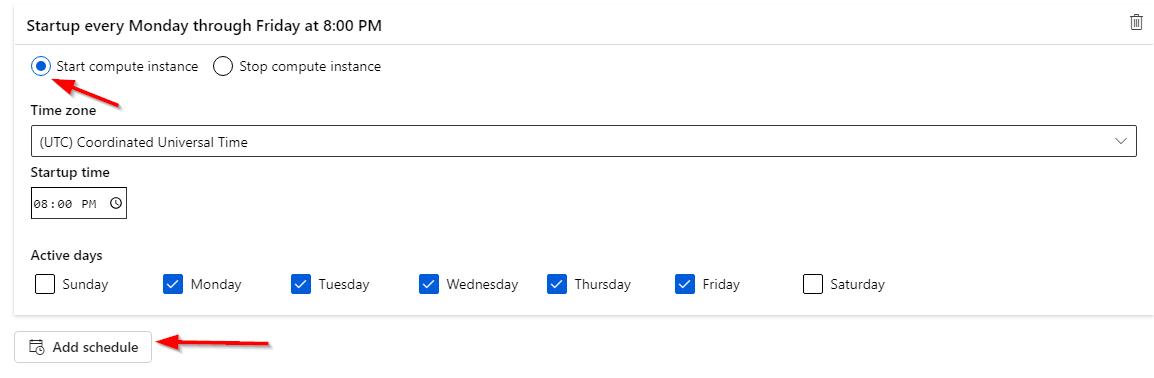 Startup every Monday through Friday at 8:00 PM
Start compute instance Stop compute instance
Time zone
(UTC) Coordinated Universal Time
Startup time
08:00 PM
Active days
Sunday Monday Tuesday Wednesday Thursday Friday Saturday
Add schedule